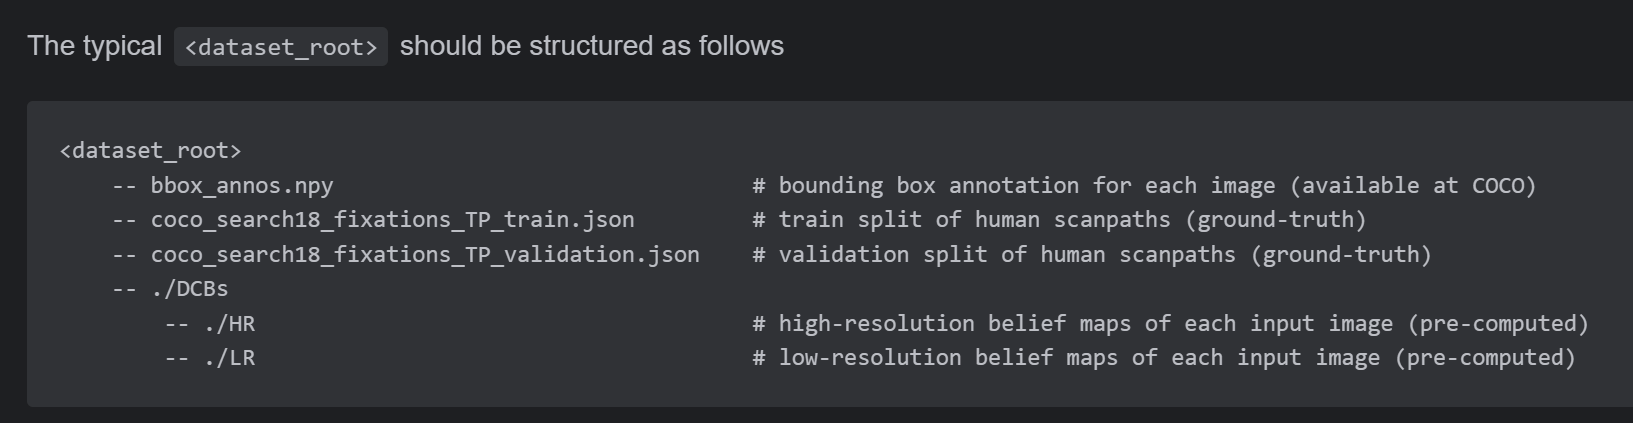 The typical <dataset_root> should be structured as follows
<dataset_root>
    -- bbox_annos.npy                                # bounding box annotation for each image (available at COCO)
    -- coco_search18_fixations_TP_train.json         # train split of human scanpaths (ground-truth)
    -- coco_search18_fixations_TP_validation.json    # validation split of human scanpaths (ground-truth)
    -- ./DCBs
        -- ./HR                                      # high-resolution belief maps of each input image (pre-computed)
        -- ./LR                                      # low-resolution belief maps of each input image (pre-computed)